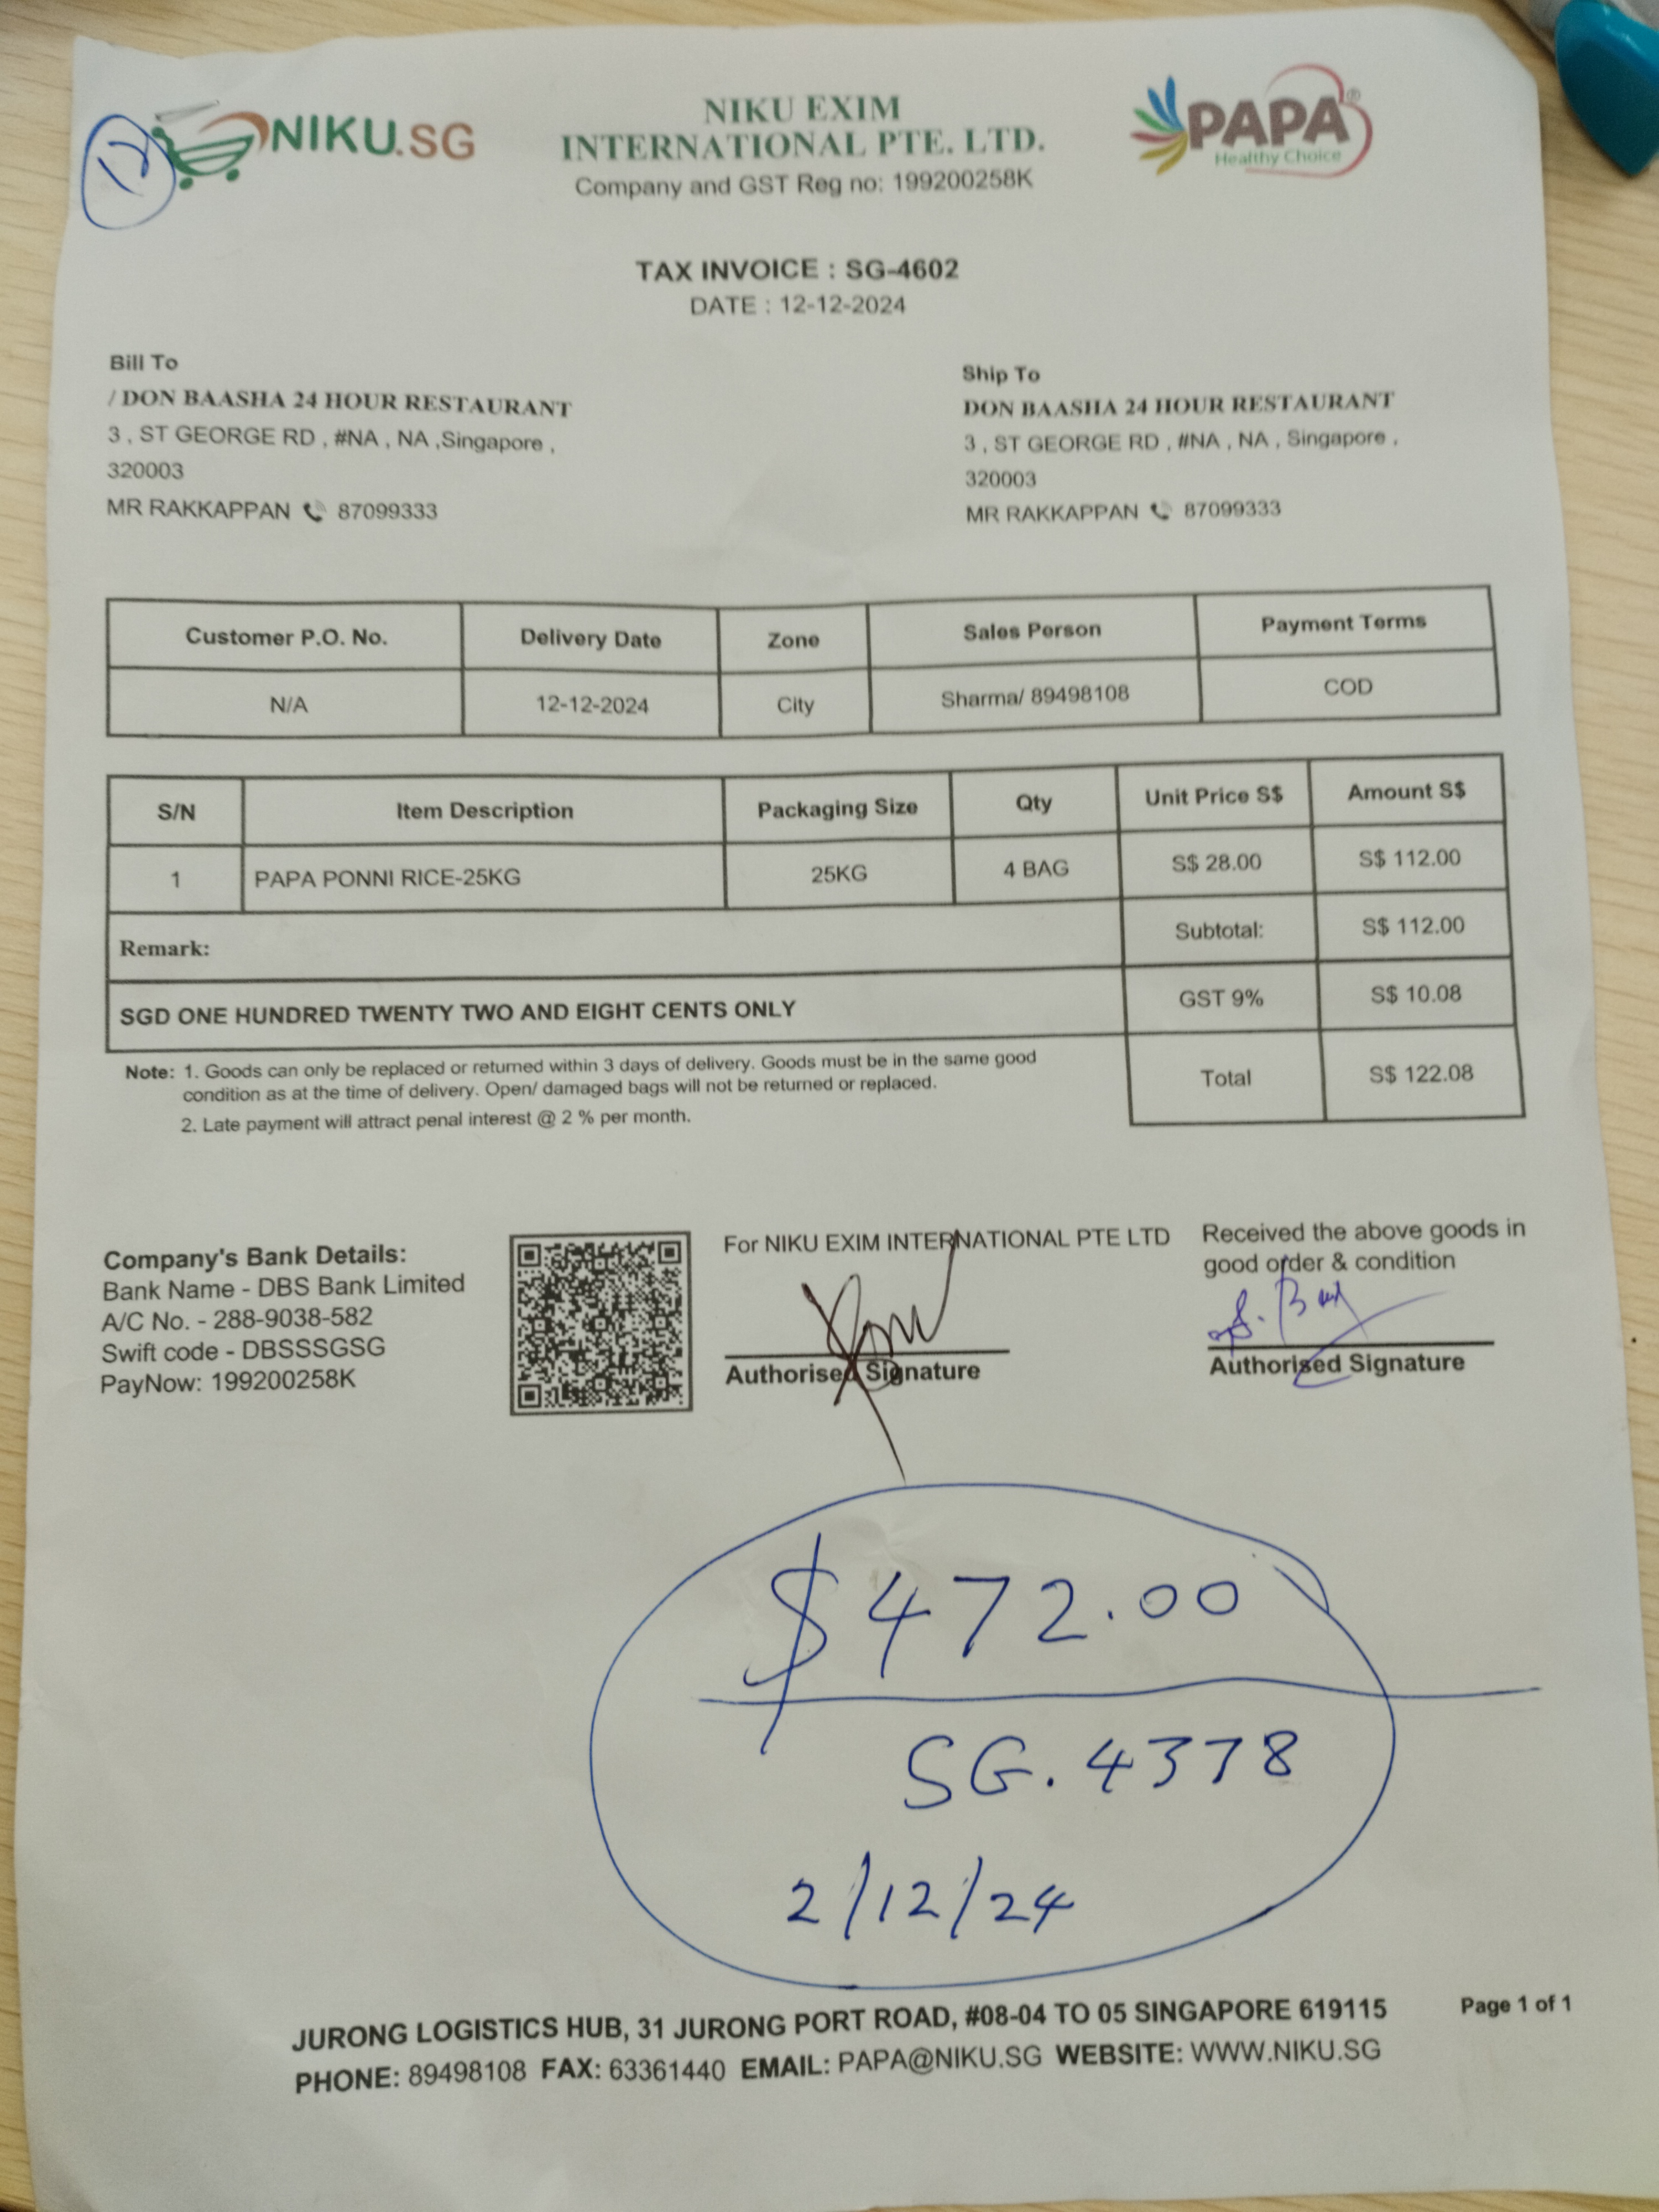 NIKU.SG
NIKU EXIM
INTERNATIONAL PTE. LTD.
Company and GST Reg no: 199200258K
PAPA®
Healthy Choice
TAX INVOICE : SG-4602
DATE : 12-12-2024
Bill To
/ DON BAASHA 24 HOUR RESTAURANT
3 , ST GEORGE RD , #NA , NA ,Singapore ,
320003
MR RAKKAPPAN 87099333
Ship To
DON BAASHA 24 HOUR RESTAURANT
3 , ST GEORGE RD , #NA , NA , Singapore ,
320003
MR RAKKAPPAN 87099333
Customer P.O. No. Delivery Date Zone Sales Person Payment Terms
N/A 12-12-2024 City Sharma/ 89498108 COD
S/N Item Description Packaging Size Qty Unit Price S$ Amount S$
1 PAPA PONNI RICE-25KG 25KG 4 BAG S$ 28.00 S$ 112.00
Remark: Subtotal: S$ 112.00
SGD ONE HUNDRED TWENTY TWO AND EIGHT CENTS ONLY GST 9% S$ 10.08
Total S$ 122.08
Note: 1. Goods can only be replaced or returned within 3 days of delivery. Goods must be in the same good
condition as at the time of delivery. Open/ damaged bags will not be returned or replaced.
2. Late payment will attract penal interest @ 2 % per month.
Company's Bank Details:
Bank Name - DBS Bank Limited
A/C No. - 288-9038-582
Swift code - DBSSSGSG
PayNow: 199200258K
For NIKU EXIM INTERNATIONAL PTE LTD
Authorised Signature
Received the above goods in
good order & condition
Authorised Signature
$472.00
SG. 4378
2/12/24
JURONG LOGISTICS HUB, 31 JURONG PORT ROAD, #08-04 TO 05 SINGAPORE 619115
Page 1 of 1
PHONE: 89498108 FAX: 63361440 EMAIL: PAPA@NIKU.SG WEBSITE: WWW.NIKU.SG